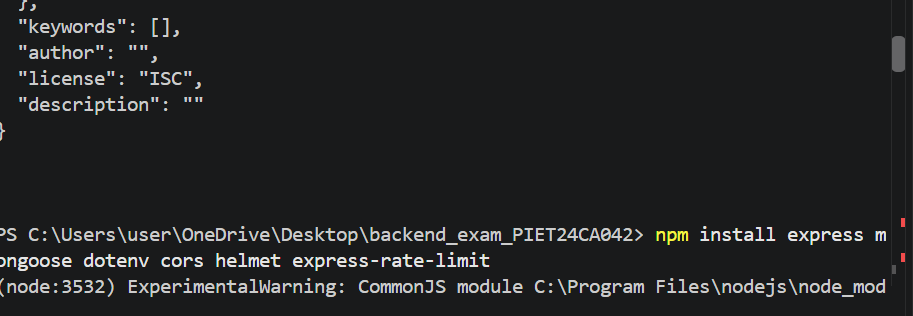 },
"keywords": [],
"author": "",
"license": "ISC",
"description": ""
}
PS C:\Users\user\OneDrive\Desktop\backend_exam_PIET24CA042> npm install express m
ongoose dotenv cors helmet express-rate-limit
(node:3532) ExperimentalWarning: CommonJS module C:\Program Files\nodejs\node_mod